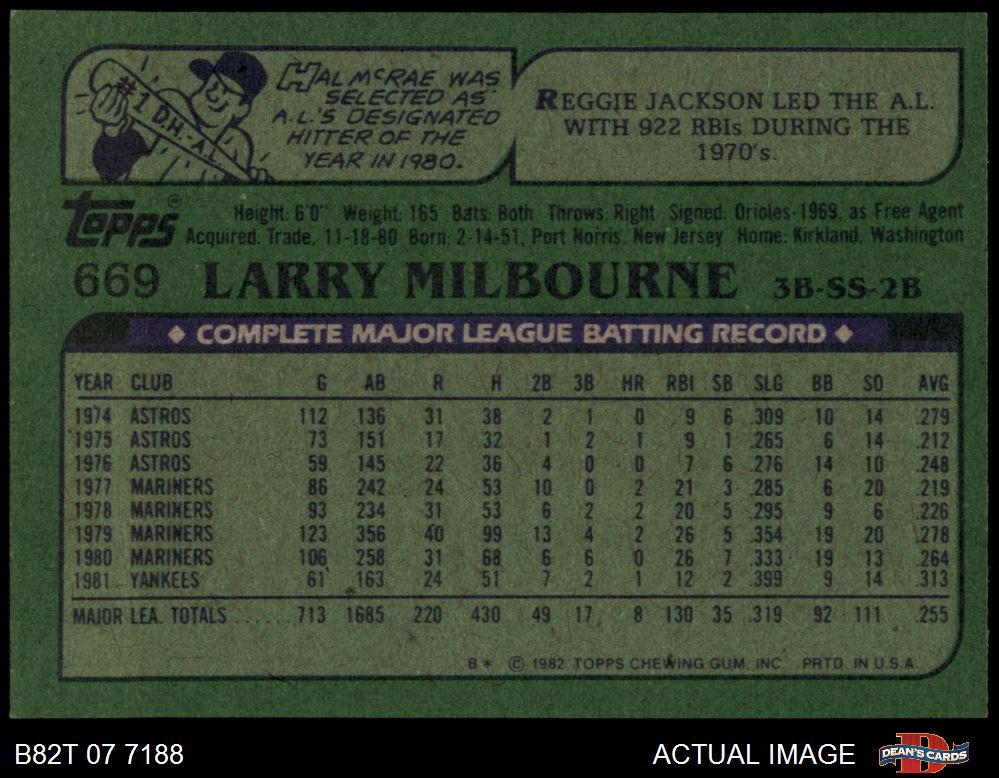 #1 D.H.-A.L.
HAL McRAE WAS
SELECTED AS
A.L.'S DESIGNATED
HITTER OF THE
YEAR IN 1980.
REGGIE JACKSON LED THE A.L.
WITH 922 RBIs DURING THE
1970's.
topps®
Height: 6'0" Weight: 165 Bats: Both Throws: Right Signed: Orioles-1969, as Free Agent
Acquired: Trade, 11-18-80 Born: 2-14-51, Port Norris, New Jersey Home: Kirkland, Washington
669 LARRY MILBOURNE 3B-SS-2B
◆ COMPLETE MAJOR LEAGUE BATTING RECORD ◆
YEAR CLUB G AB R H 2B 3B HR RBI SB SLG BB SO AVG
1974 ASTROS 112 136 31 38 2 1 0 9 6 .309 10 14 .279
1975 ASTROS 73 151 17 32 1 2 1 9 1 .265 6 14 .212
1976 ASTROS 59 145 22 36 4 0 0 7 6 .276 14 10 .248
1977 MARINERS 86 242 24 53 10 0 2 21 3 .285 6 20 .219
1978 MARINERS 93 234 31 53 6 2 2 20 5 .295 9 6 .226
1979 MARINERS 123 356 40 99 13 4 2 26 5 .354 19 20 .278
1980 MARINERS 106 258 31 68 6 6 0 26 7 .333 19 13 .264
1981 YANKEES 61 163 24 51 7 2 1 12 2 .399 9 14 .313
MAJOR LEA. TOTALS ...... 713 1685 220 430 49 17 8 130 35 .319 92 111 .255
B* © 1982 TOPPS CHEWING GUM, INC. PRTD. IN U.S.A.
B82T 07 7188 ACTUAL IMAGE DEAN'S CARDS